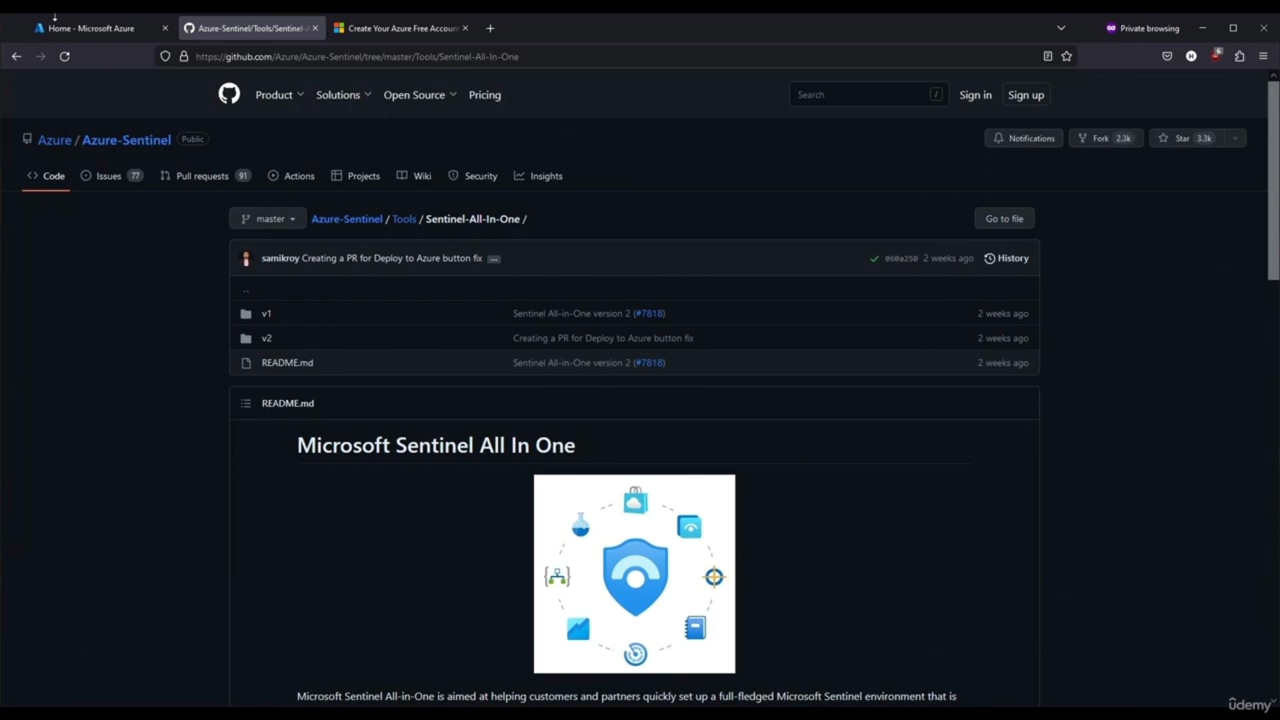 Home - Microsoft Azure
Azure-Sentinel/Tools/Sentinel-
Create Your Azure Free Account
Private browsing
https://github.com/Azure/Azure-Sentinel/tree/master/Tools/Sentinel-All-In-One
Product Solutions Open Source Pricing
Search /
Sign in Sign up
Azure / Azure-Sentinel Public
Notifications Fork 2.3k Star 3.3k
Code Issues 77 Pull requests 91 Actions Projects Wiki Security Insights
master Azure-Sentinel / Tools / Sentinel-All-In-One / Go to file
samikroy Creating a PR for Deploy to Azure button fix ... 060a250 2 weeks ago History
..
v1 Sentinel All-in-One version 2 (#7818) 2 weeks ago
v2 Creating a PR for Deploy to Azure button fix 2 weeks ago
README.md Sentinel All-in-One version 2 (#7818) 2 weeks ago
README.md
Microsoft Sentinel All In One
Microsoft Sentinel All-in-One is aimed at helping customers and partners quickly set up a full-fledged Microsoft Sentinel environment that is
ûdemy